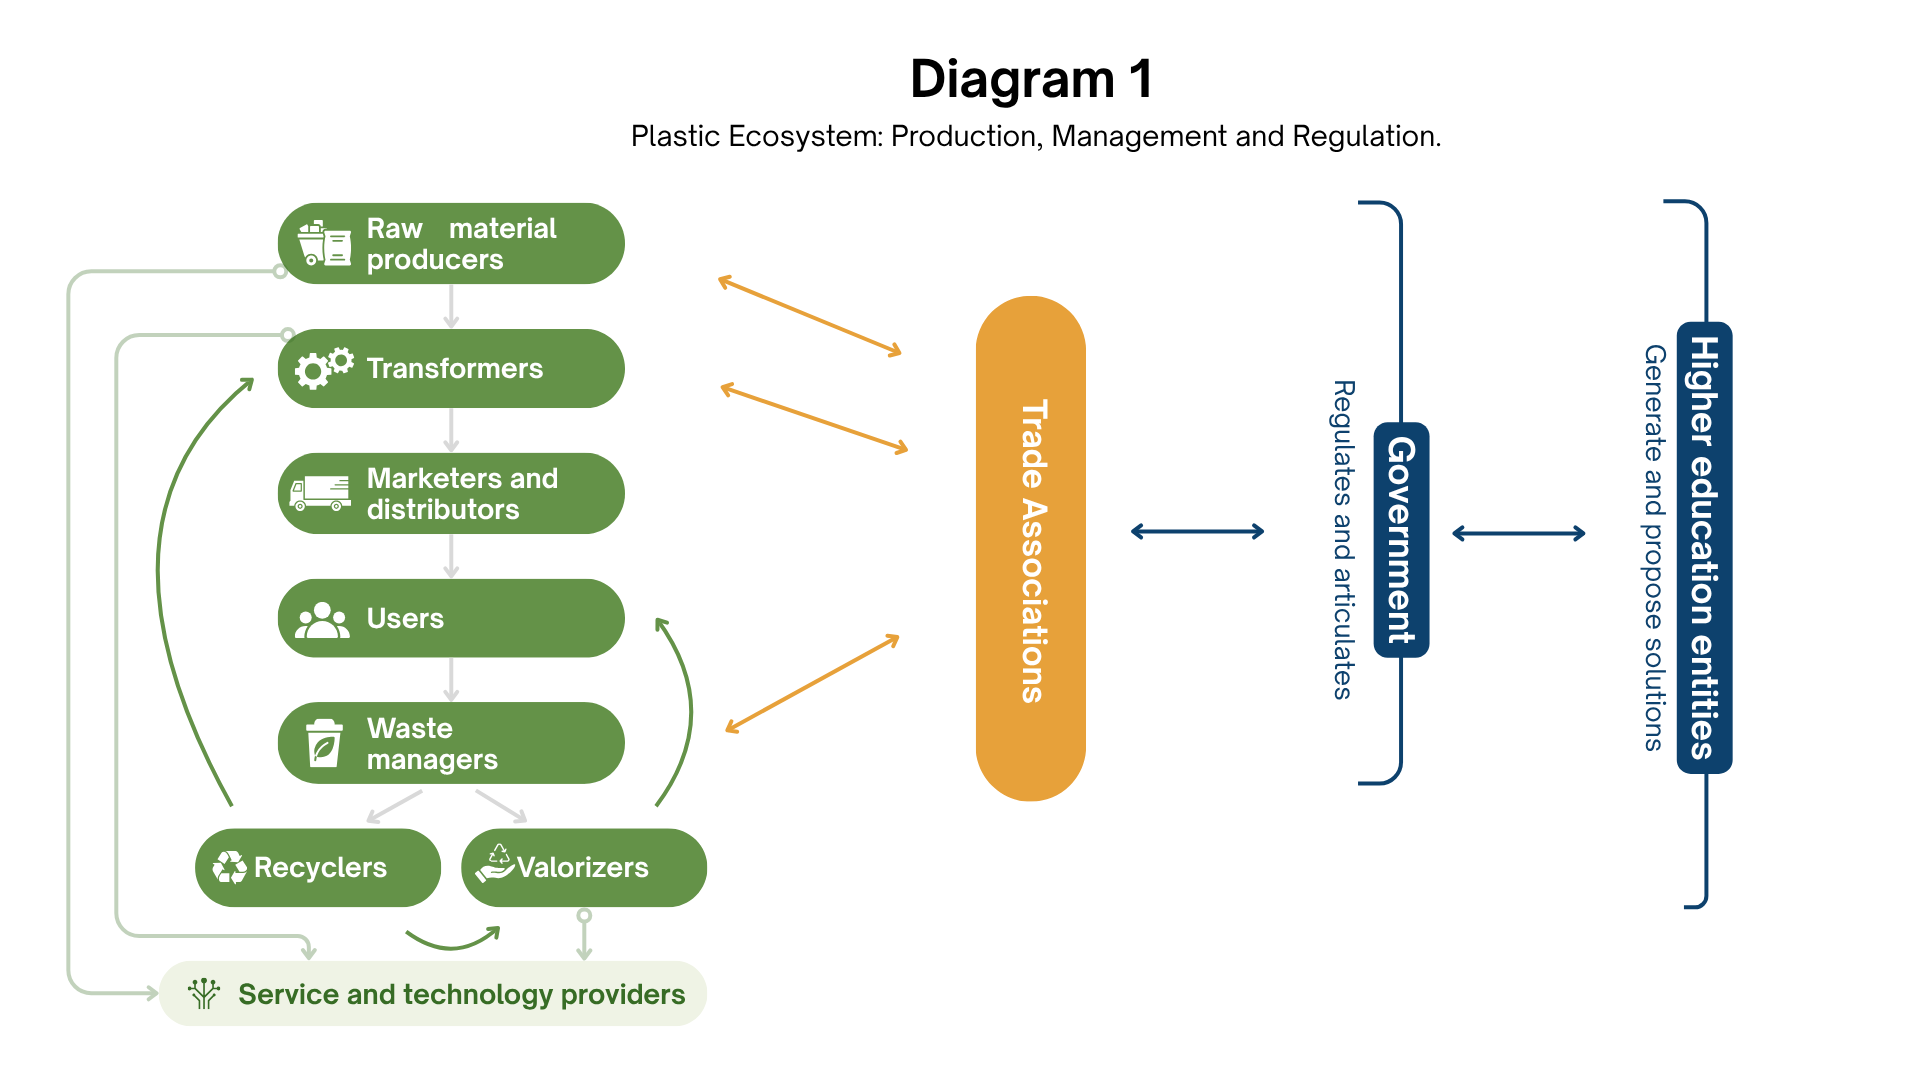 Diagram 1
Plastic Ecosystem: Production, Management and Regulation.
Raw material
producers
Transformers
Marketers and
distributors
Users
Waste
managers
Recyclers
Valorizers
Service and technology providers
Trade Associations
Regulates and articulates
Government
Generate and propose solutions
Higher education entities